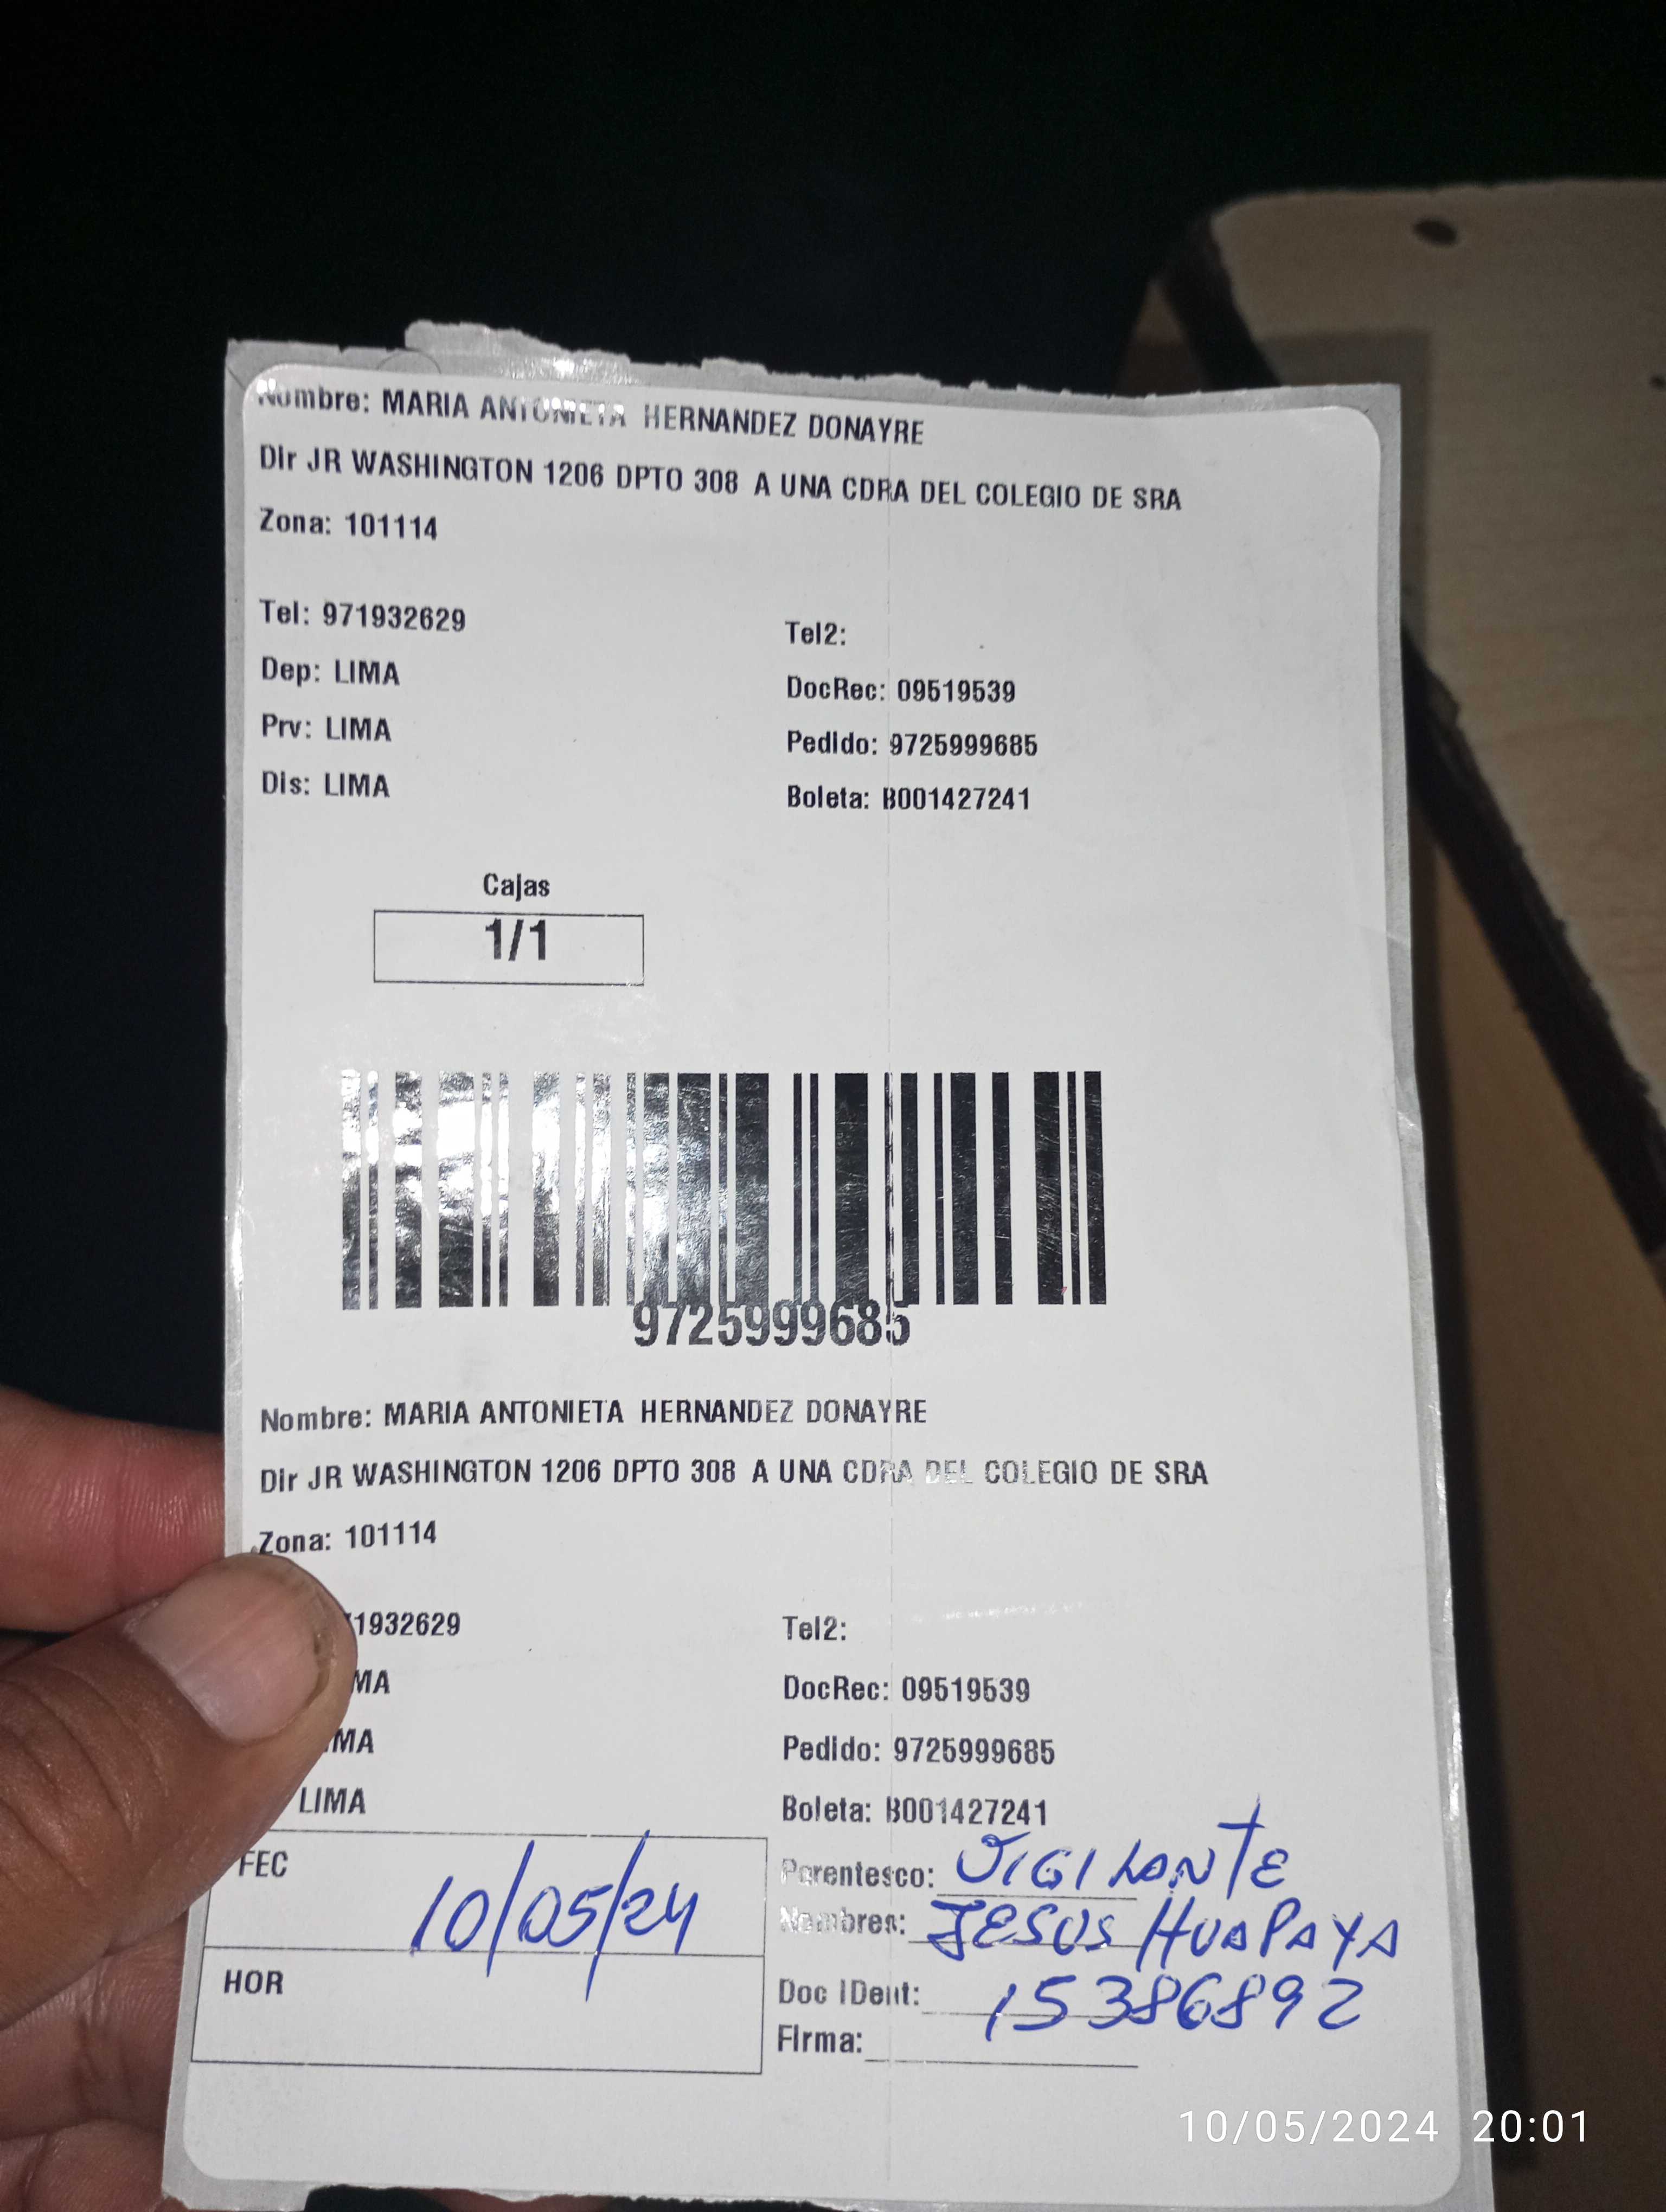 Nombre: MARIA ANTONIETA HERNANDEZ DONAYRE
Dir JR WASHINGTON 1206 DPTO 308 A UNA CDRA DEL COLEGIO DE SRA
Zona: 101114
Tel: 971932629
Tel2:
Dep: LIMA
DocRec: 09519539
Prv: LIMA
Pedido: 9725999685
Dis: LIMA
Boleta: B001427241
Cajas
1/1
9725999685
Nombre: MARIA ANTONIETA HERNANDEZ DONAYRE
Dir JR WASHINGTON 1206 DPTO 308 A UNA CDRA DEL COLEGIO DE SRA
Zona: 101114
1932629
Tel2:
MA
DocRec: 09519539
MA
Pedido: 9725999685
LIMA
Boleta: B001427241
FEC 10/05/24
Parentesco: VIGILANTE
Nombres: JESUS HUAPAYA
HOR
Doc IDent: 15386892
Firma:
10/05/2024 20:01